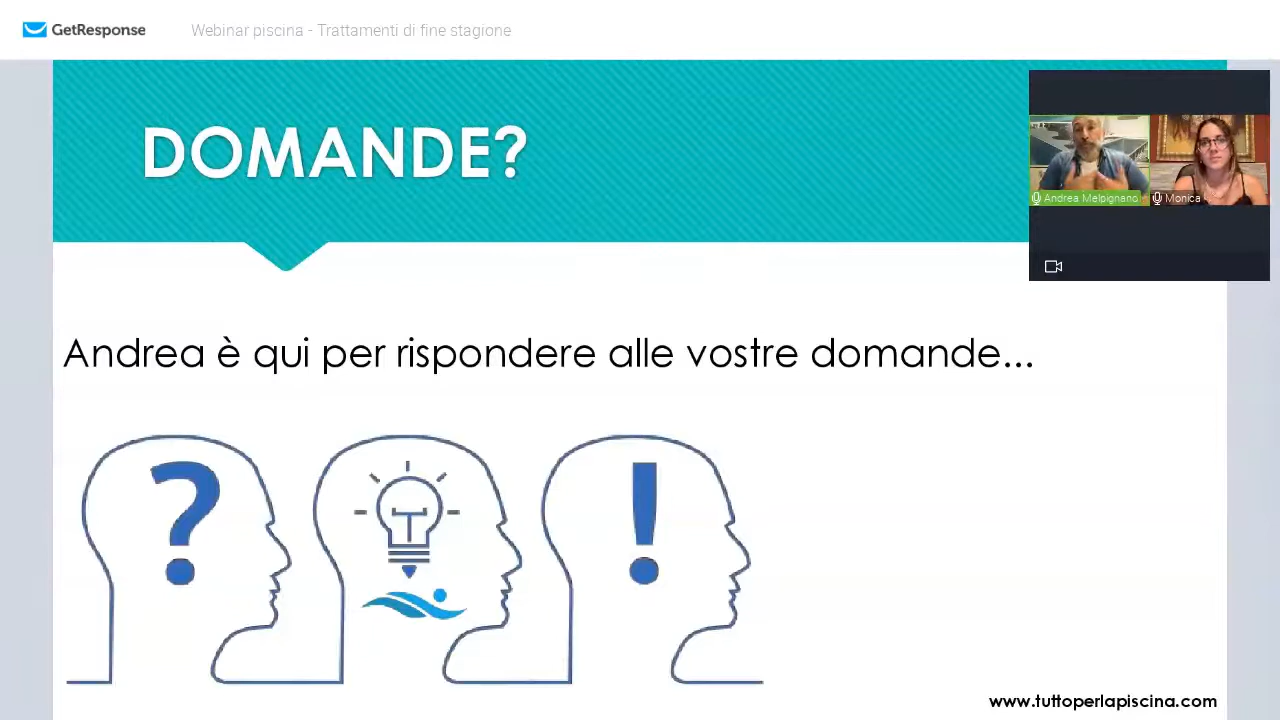 GetResponse
Webinar piscina - Trattamenti di fine stagione
DOMANDE?
Andrea Melpignano
Monica
Andrea è qui per rispondere alle vostre domande...
www.tuttoperlapiscina.com